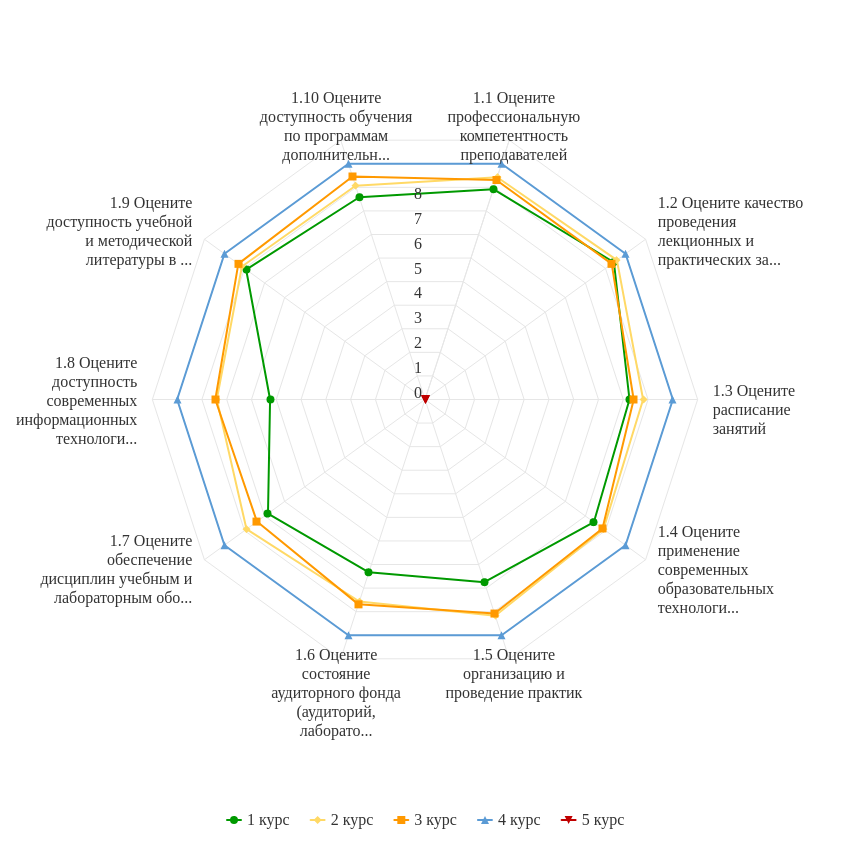 1.10 Оцените
доступность обучения
по программам
дополнительн...
1.1 Оцените
профессиональную
компетентность
преподавателей
1.9 Оцените
доступность учебной
и методической
литературы в ...
1.2 Оцените качество
проведения
лекционных и
практических за...
8
7
6
5
4
3
2
1
0
1.8 Оцените
доступность
современных
информационных
технологи...
1.3 Оцените
расписание
занятий
1.7 Оцените
обеспечение
дисциплин учебным и
лабораторным обо...
1.4 Оцените
применение
современных
образовательных
технологи...
1.6 Оцените
состояние
аудиторного фонда
(аудиторий,
лаборато...
1.5 Оцените
организацию и
проведение практик
1 курс 2 курс 3 курс 4 курс 5 курс